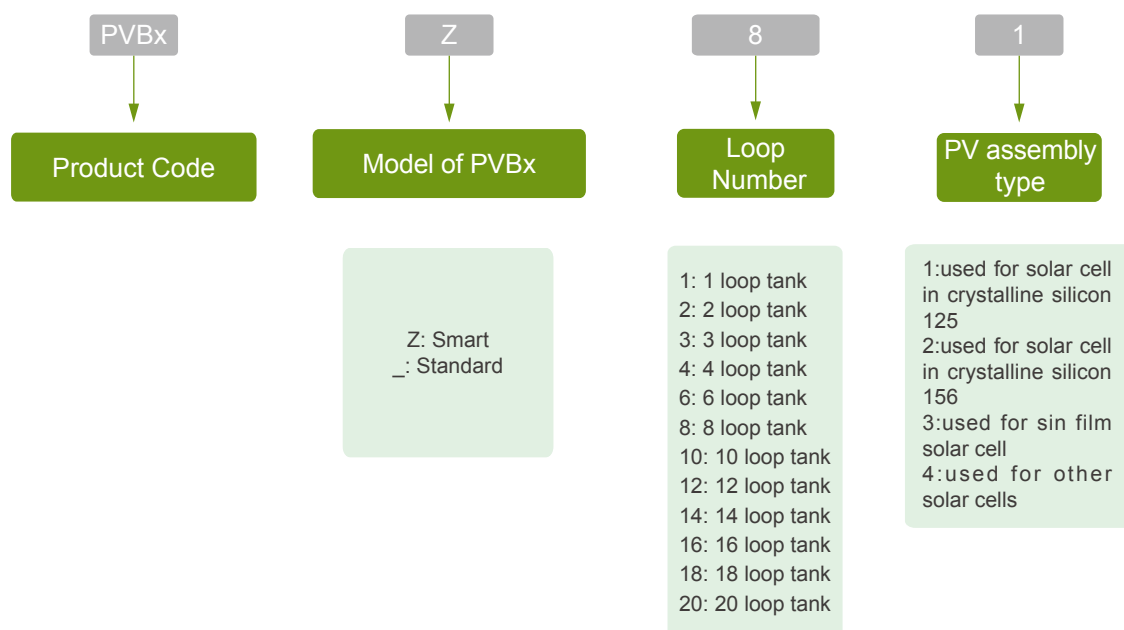 PVBx
Z
8
1
Product Code
Model of PVBx
Loop
Number
PV assembly
type
Z: Smart
_: Standard
1: 1 loop tank
2: 2 loop tank
3: 3 loop tank
4: 4 loop tank
6: 6 loop tank
8: 8 loop tank
10: 10 loop tank
12: 12 loop tank
14: 14 loop tank
16: 16 loop tank
18: 18 loop tank
20: 20 loop tank
1:used for solar cell
in crystalline silicon
125
2:used for solar cell
in crystalline silicon
156
3:used for sin film
solar cell
4:used for other
solar cells